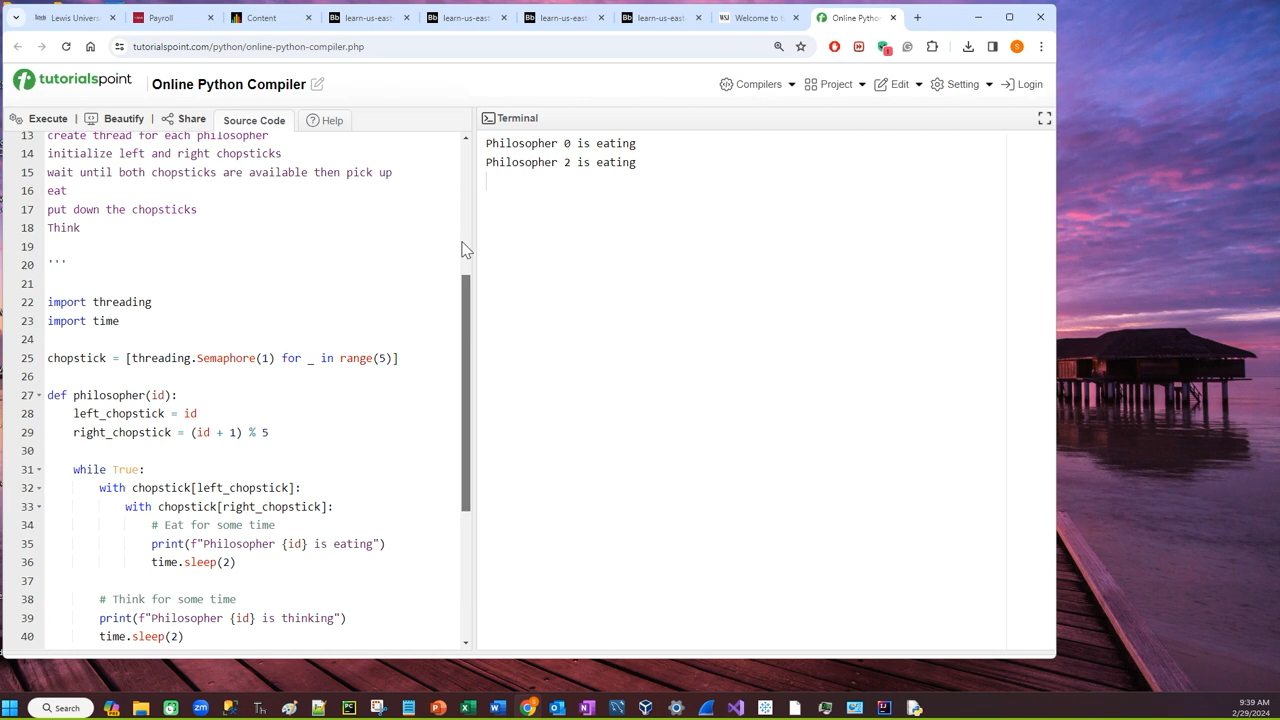 Lewis Univers
Payroll
Content
Bb learn-us-east
Bb learn-us-east
Bb learn-us-east
Bb learn-us-east
WSJ Welcome to t
Online Python
tutorialspoint.com/python/online-python-compiler.php
1
S
tutorialspoint
Online Python Compiler
Compilers
Project
Edit
Setting
Login
Execute
Beautify
Share
Source Code
Help
Terminal
13 create thread for each philosopher
14 initialize left and right chopsticks
15 wait until both chopsticks are available then pick up
16 eat
17 put down the chopsticks
18 Think
19
20 '''
21
22 import threading
23 import time
24
25 chopstick = [threading.Semaphore(1) for _ in range(5)]
26
27 def philosopher(id):
28 left_chopstick = id
29 right_chopstick = (id + 1) % 5
30
31 while True:
32 with chopstick[left_chopstick]:
33 with chopstick[right_chopstick]:
34 # Eat for some time
35 print(f"Philosopher {id} is eating")
36 time.sleep(2)
37
38 # Think for some time
39 print(f"Philosopher {id} is thinking")
40 time.sleep(2)
Philosopher 0 is eating
Philosopher 2 is eating
Search
9:39 AM
2/29/2024